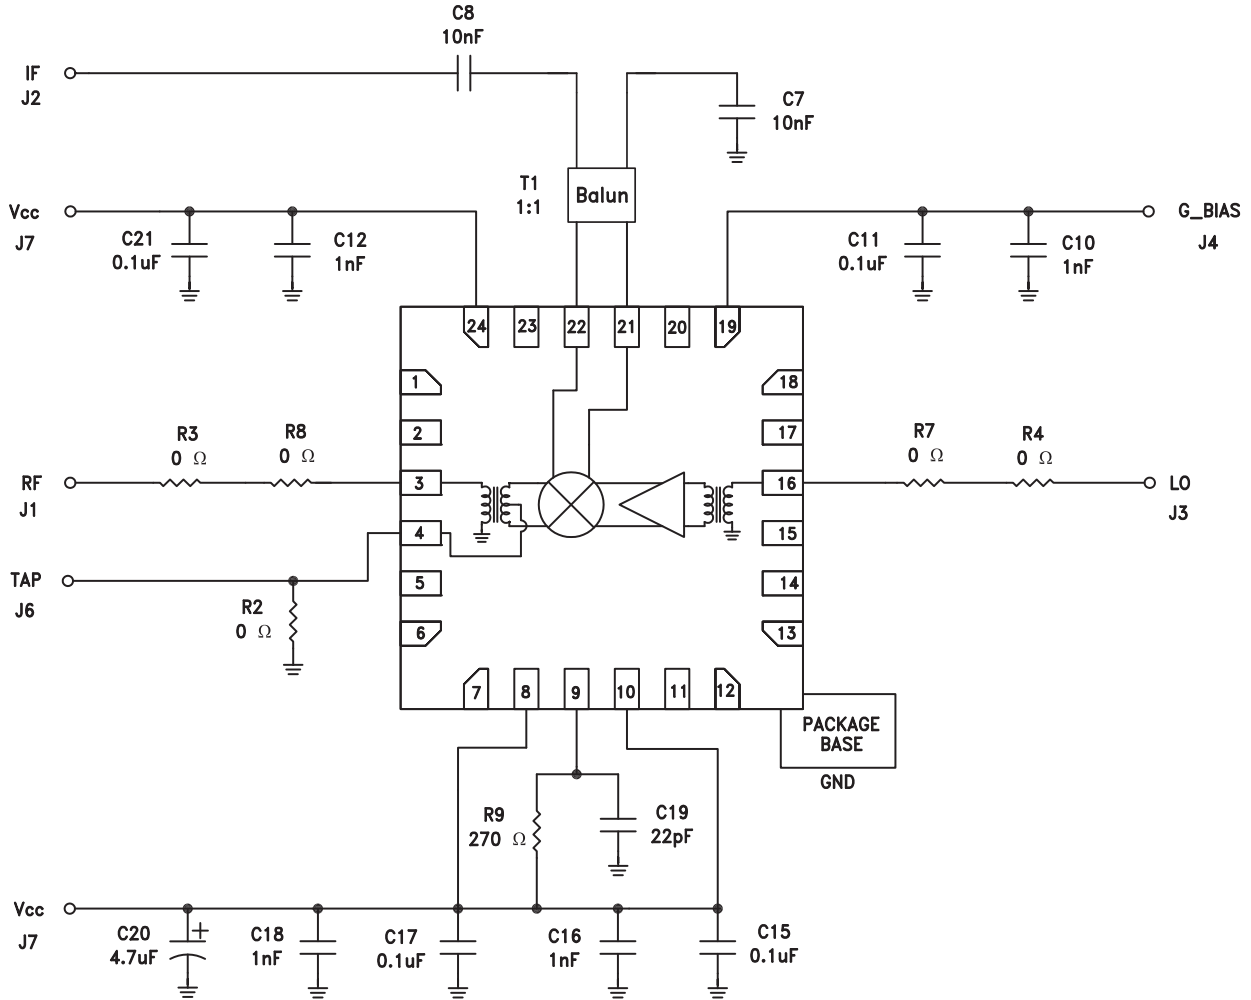 C8
10nF
IF
J2
C7
10nF
T1
1:1
Balun
Vcc
J7
C21
0.1uF
C12
1nF
C11
0.1uF
C10
1nF
G_BIAS
J4
24
23
22
21
20
19
1
18
2
17
R3
0 Ω
R8
0 Ω
R7
0 Ω
R4
0 Ω
RF
J1
3
16
LO
J3
4
15
TAP
J6
5
14
R2
0 Ω
6
13
7
8
9
10
11
12
PACKAGE
BASE
GND
R9
270 Ω
C19
22pF
Vcc
J7
C20
4.7uF
+
C18
1nF
C17
0.1uF
C16
1nF
C15
0.1uF